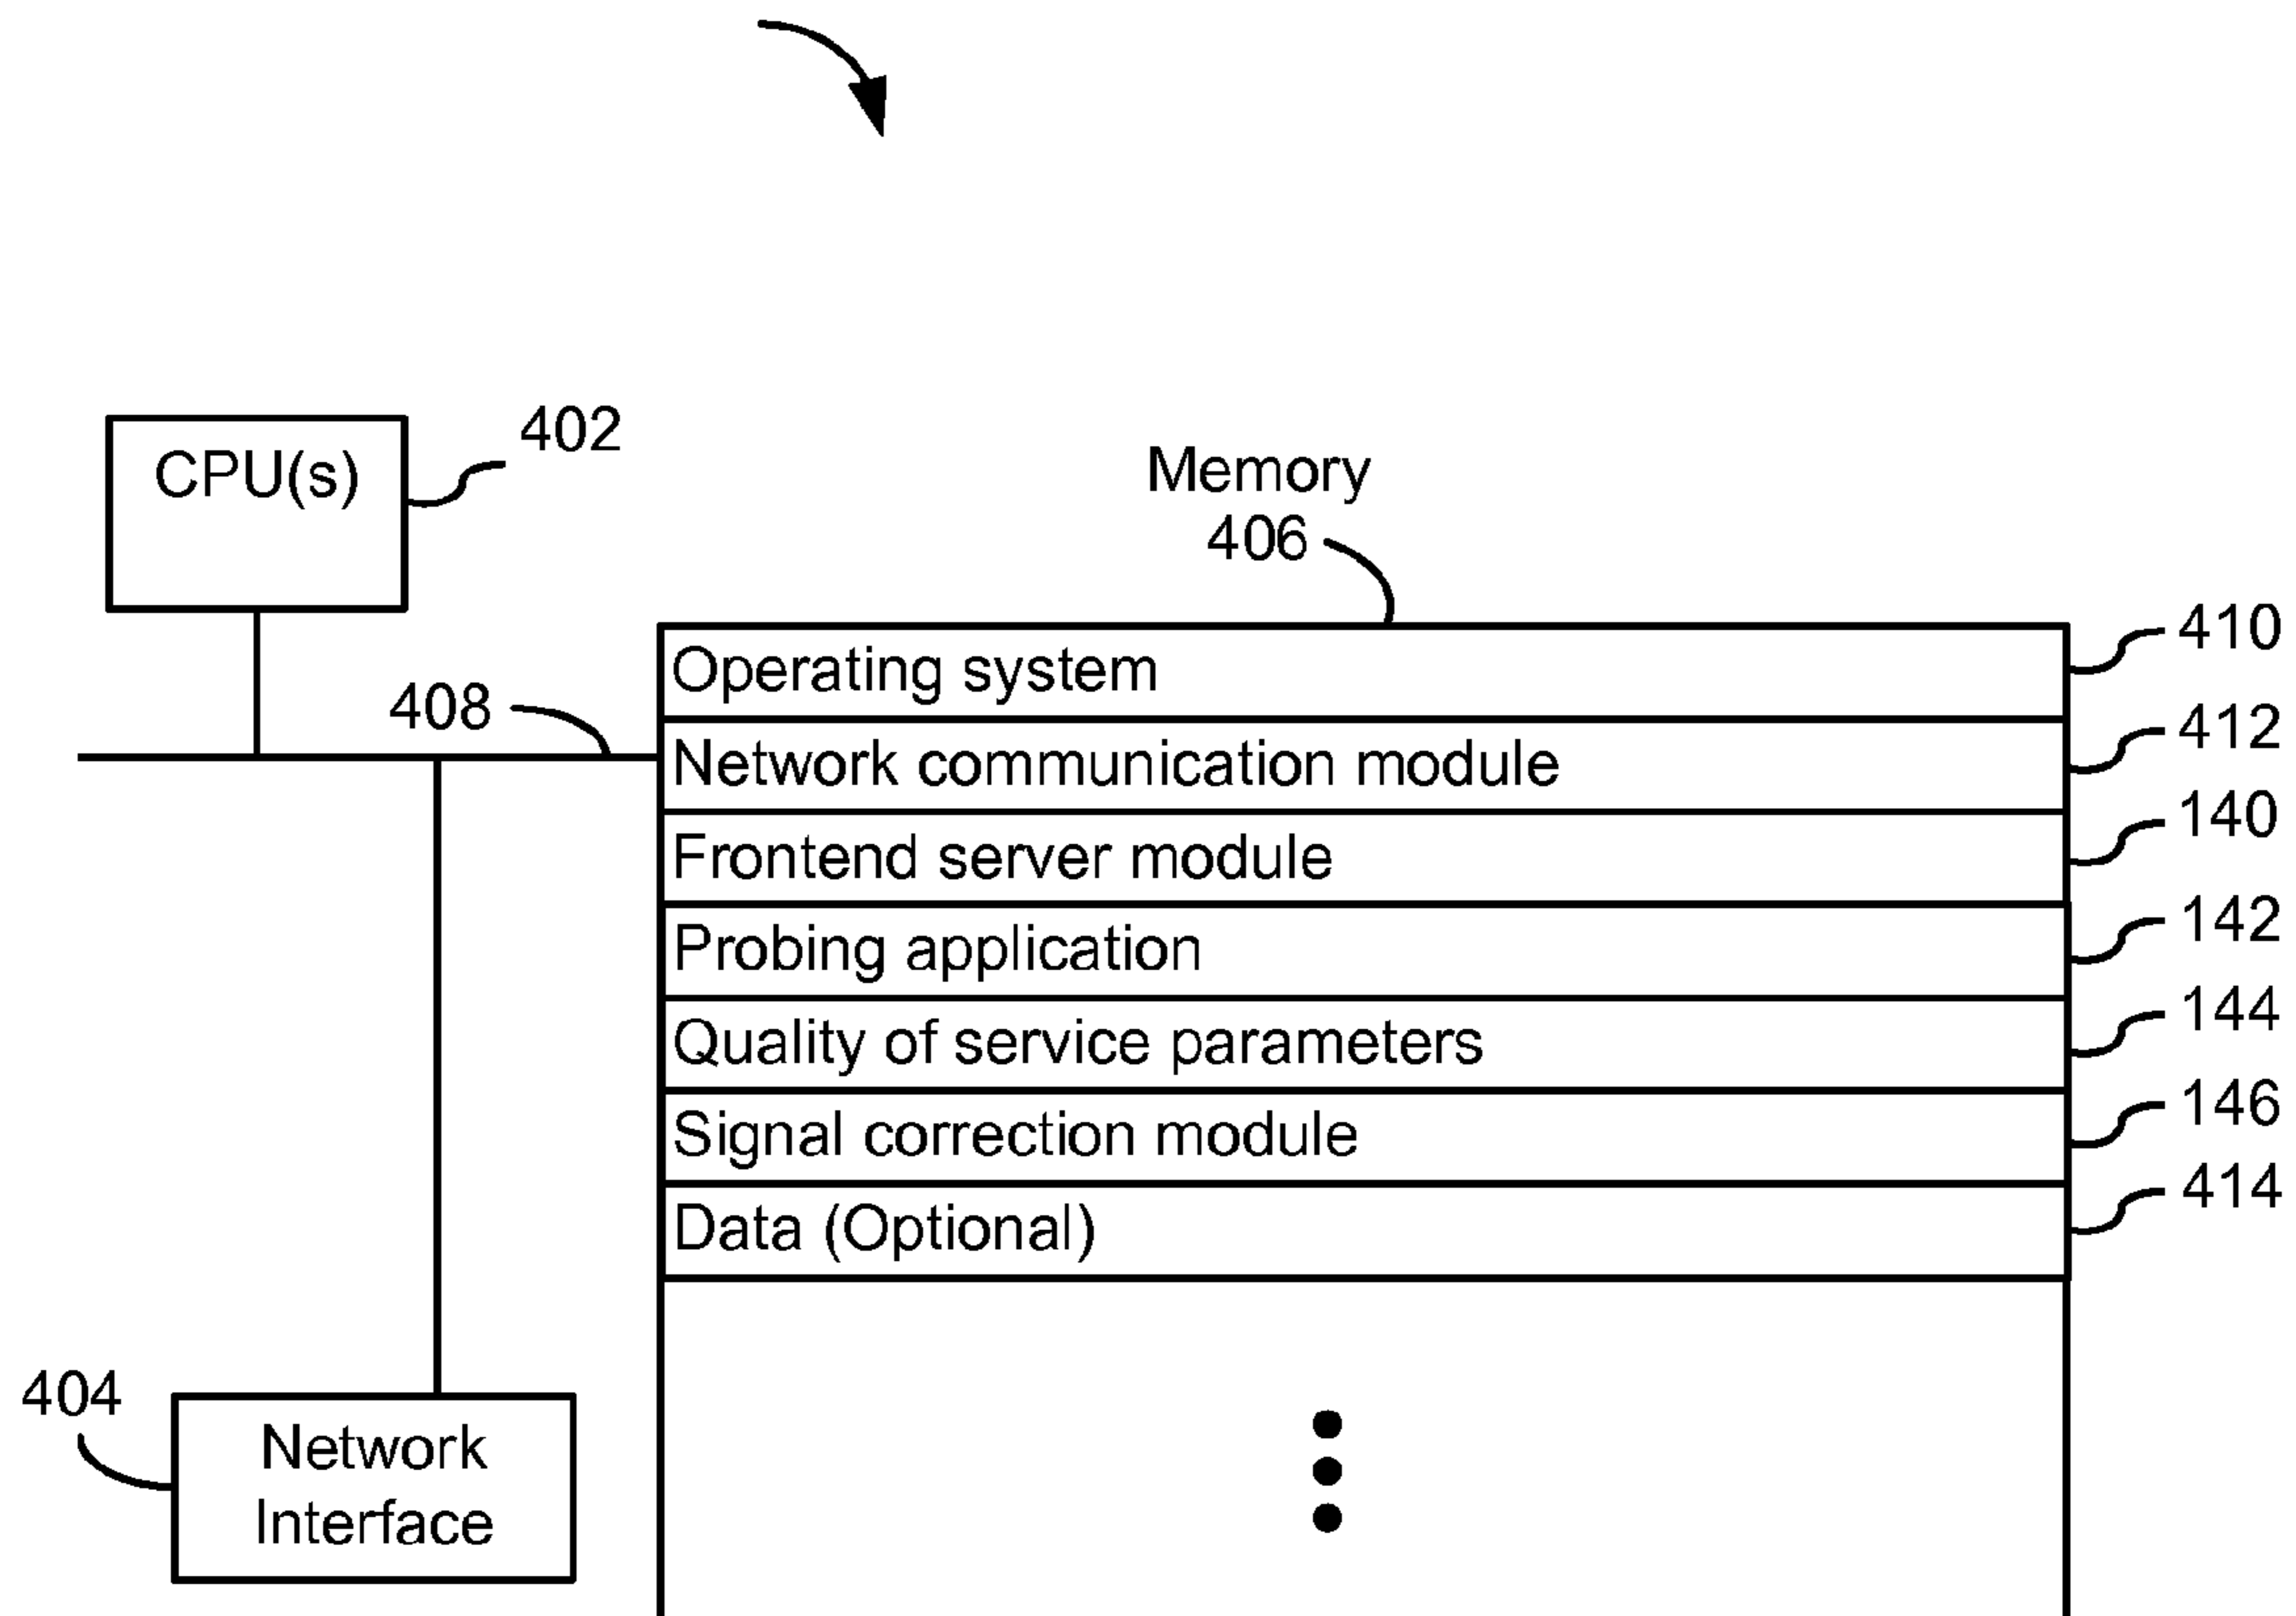 CPU(s)
402
Memory
406
408
Operating system
410
Network communication module
412
Frontend server module
140
Probing application
142
Quality of service parameters
144
Signal correction module
146
Data (Optional)
414
404
Network
Interface